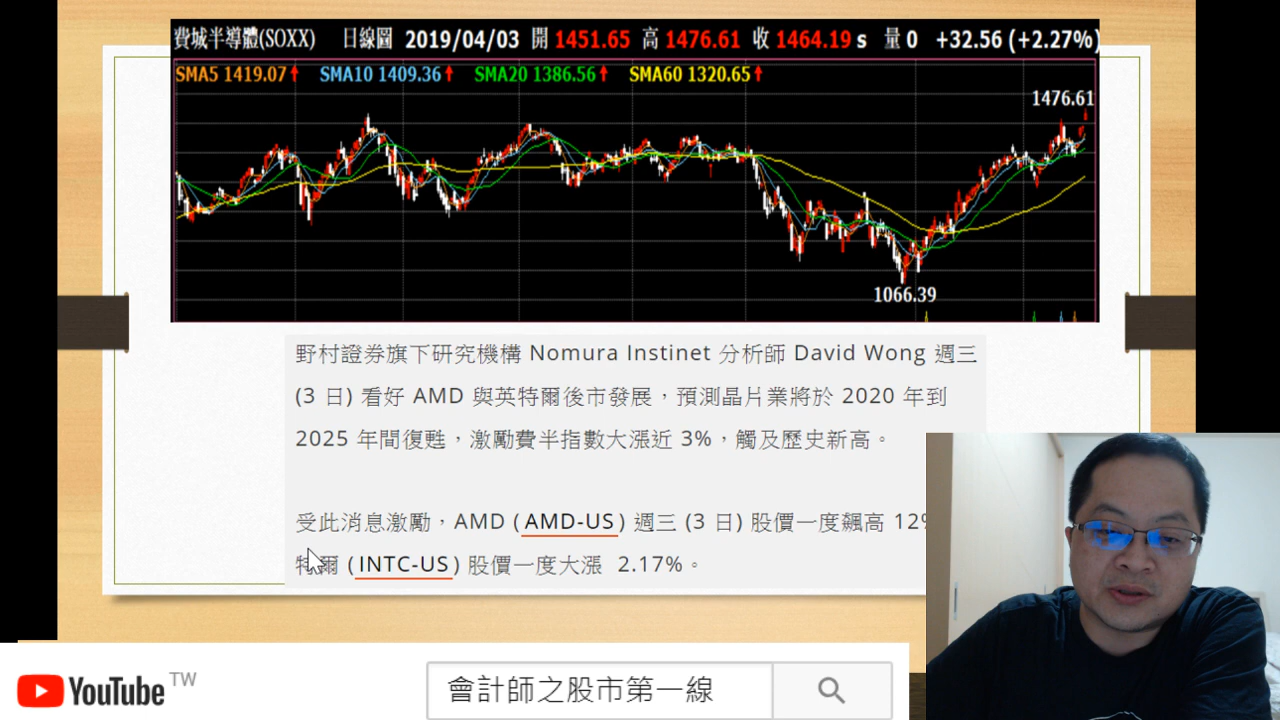 費城半導體(SOXX) 日線圖 2019/04/03 開 1451.65 高 1476.61 收 1464.19 s 量 0 +32.56 (+2.27%)
SMA5 1419.07↑ SMA10 1409.36↑ SMA20 1386.56↑ SMA60 1320.65↑
1476.61
1066.39
野村證券旗下研究機構 Nomura Instinet 分析師 David Wong 週三
(3 日) 看好 AMD 與英特爾後市發展，預測晶片業將於 2020 年到
2025 年間復甦，激勵費半指數大漲近 3%，觸及歷史新高。
受此消息激勵，AMD (AMD-US) 週三 (3 日) 股價一度飆高 12%
特爾 (INTC-US) 股價一度大漲 2.17%。
YouTube TW
會計師之股市第一線